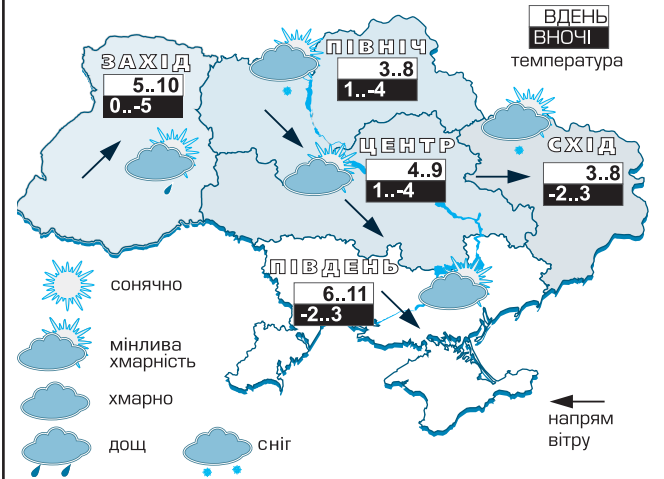 ВДЕНЬ
ВНОЧІ
температура
ЗАХІД
5..10
0..-5
ПІВНІЧ
3..8
1..-4
ЦЕНТР
4..9
1..-4
СХІД
3..8
-2..3
ПІВДЕНЬ
6..11
-2..3
сонячно
мінлива
хмарність
хмарно
дощ
сніг
напрям
вітру